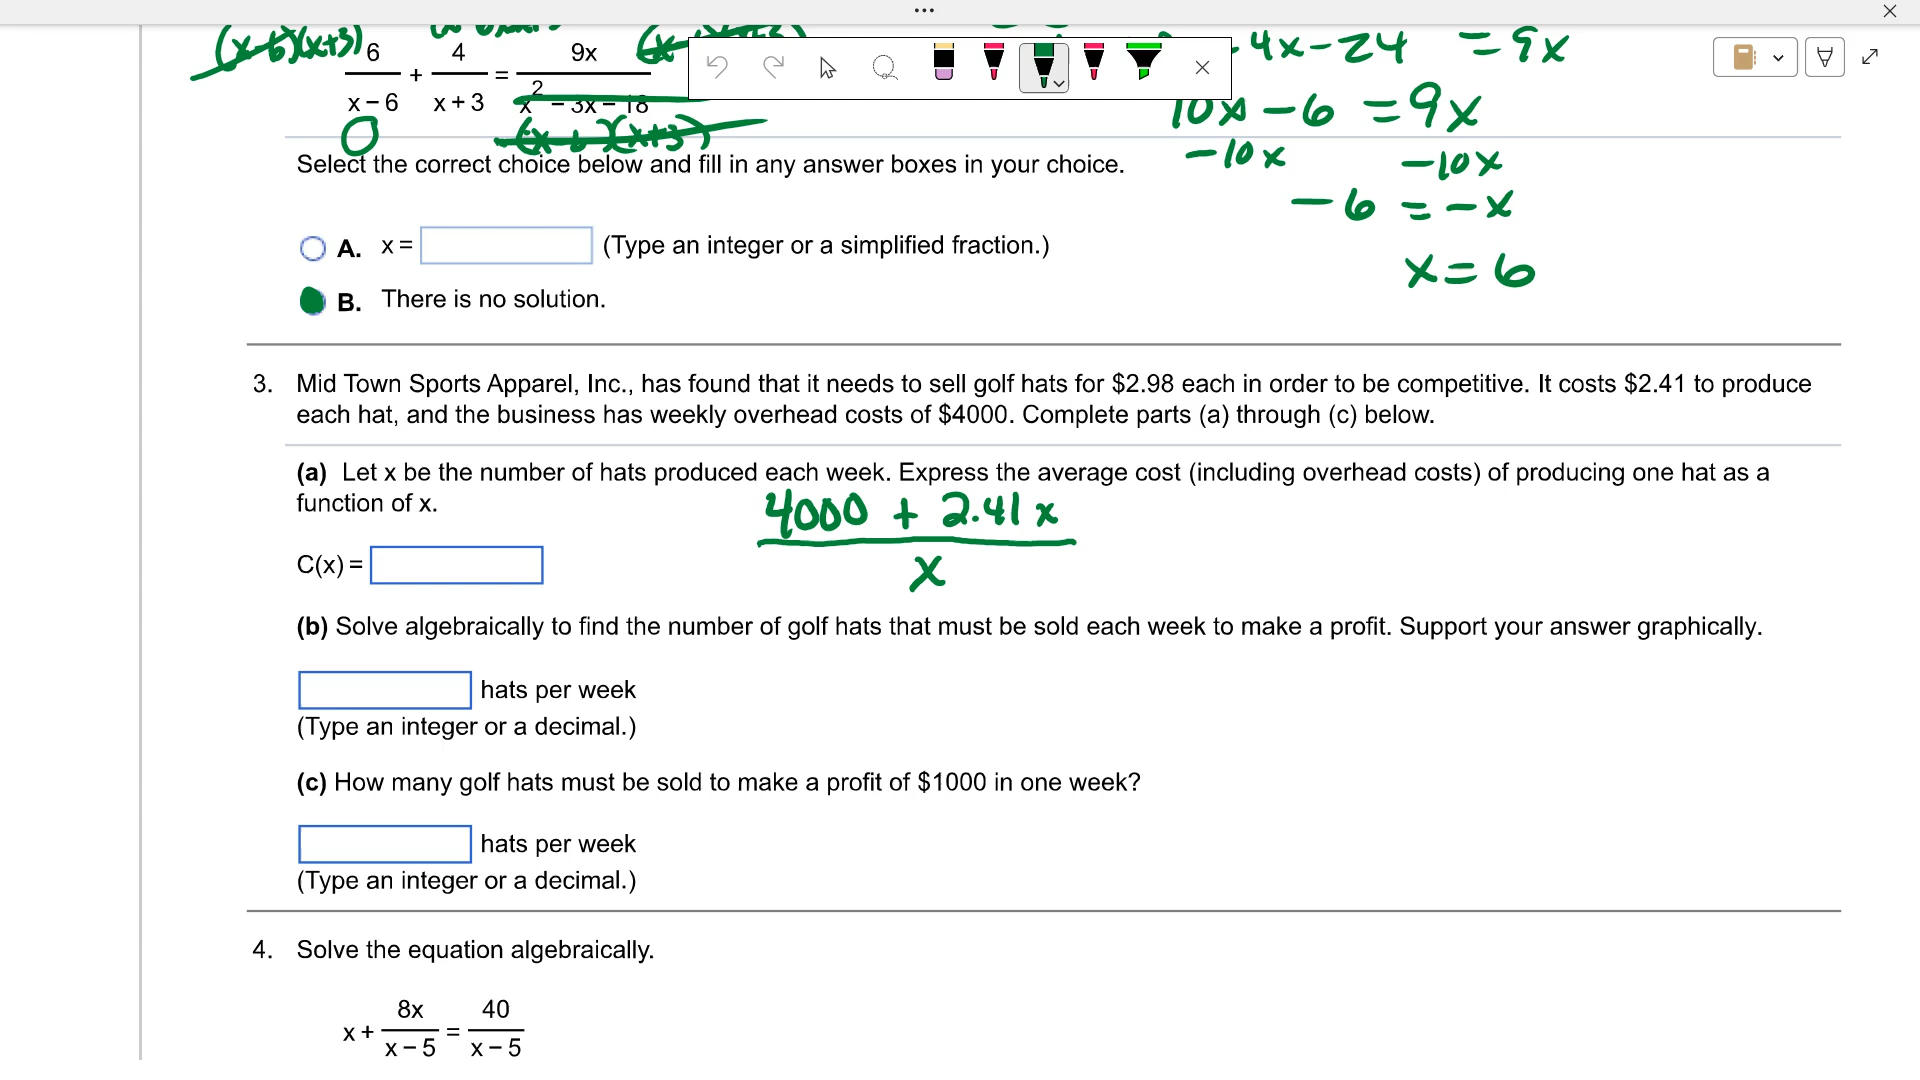 (x-6)(x+3)
6/(x − 6) + 4/(x + 3) = 9x/(x² − 3x − 18)
(x+3)
0
4x-24 = 9x
10x - 6 = 9x
-10x -10x
-6 = -x
x = 6
Select the correct choice below and fill in any answer boxes in your choice.
A. x = (Type an integer or a simplified fraction.)
B. There is no solution.
3. Mid Town Sports Apparel, Inc., has found that it needs to sell golf hats for $2.98 each in order to be competitive. It costs $2.41 to produce
each hat, and the business has weekly overhead costs of $4000. Complete parts (a) through (c) below.
(a) Let x be the number of hats produced each week. Express the average cost (including overhead costs) of producing one hat as a
function of x.
4000 + 2.41x
x
C(x) =
(b) Solve algebraically to find the number of golf hats that must be sold each week to make a profit. Support your answer graphically.
hats per week
(Type an integer or a decimal.)
(c) How many golf hats must be sold to make a profit of $1000 in one week?
hats per week
(Type an integer or a decimal.)
4. Solve the equation algebraically.
x + 8x/(x − 5) = 40/(x − 5)